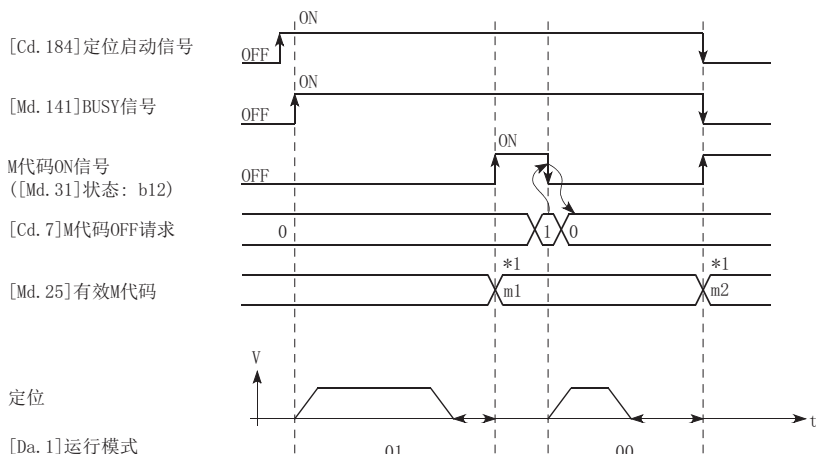 ON
[Cd.184]定位启动信号
OFF
ON
[Md.141]BUSY信号
OFF
ON
M代码ON信号
([Md.31]状态: b12)
OFF
[Cd.7]M代码OFF请求
0
1
0
*1
*1
[Md.25]有效M代码
m1
m2
V
定位
t
[Da.1]运行模式
01
00